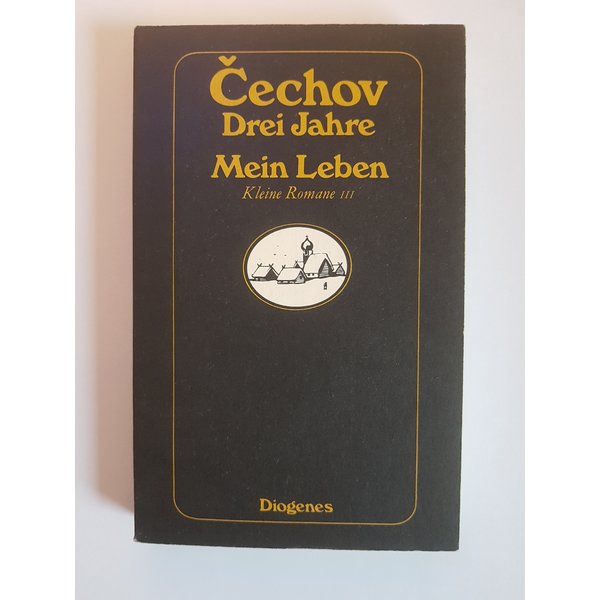 Čechov
Drei Jahre
Mein Leben
Kleine Romane III
Diogenes